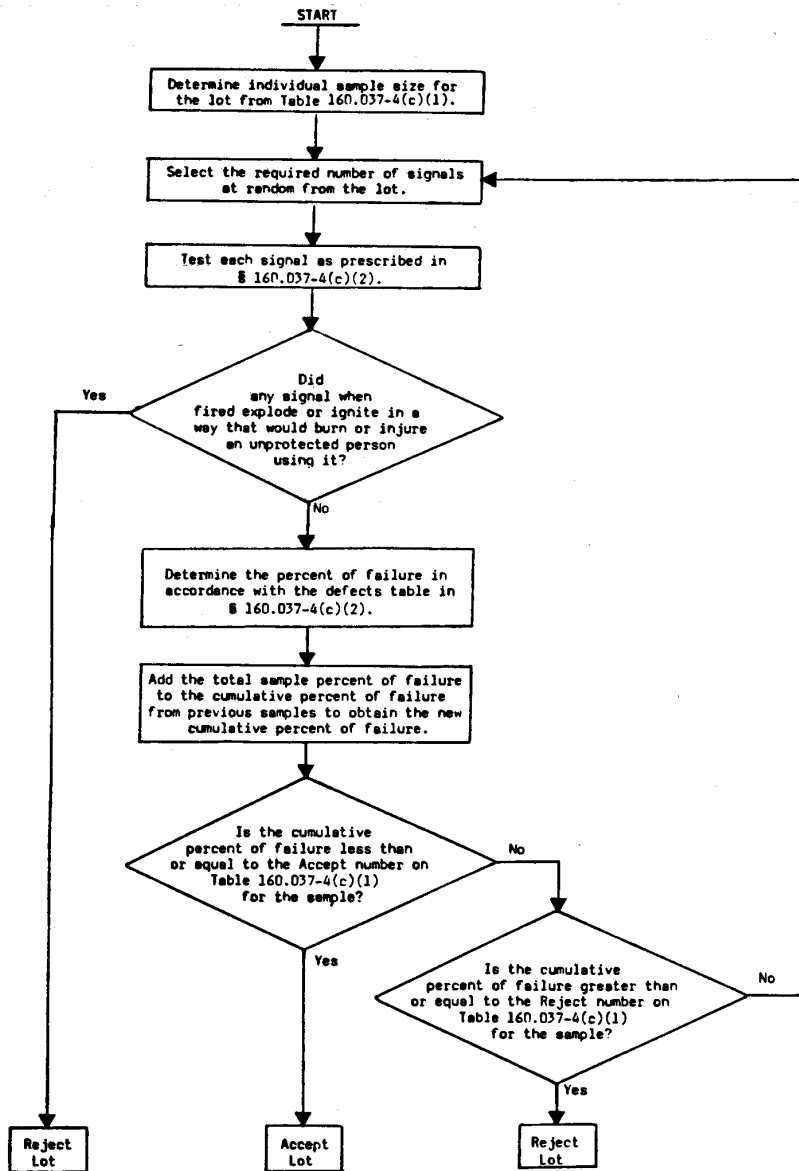 START
Determine individual sample size for
the lot from Table 160.037-4(c)(1).
Select the required number of signals
at random from the lot.
Test each signal as prescribed in
§ 160.037-4(c)(2).
Did
any signal when
fired explode or ignite in a
way that would burn or injure
an unprotected person
using it?
Yes
No
Determine the percent of failure in
accordance with the defects table in
§ 160.037-4(c)(2).
Add the total sample percent of failure
to the cumulative percent of failure
from previous samples to obtain the new
cumulative percent of failure.
Is the cumulative
percent of failure less than
or equal to the Accept number on
Table 160.037-4(c)(1)
for the sample?
No
Yes
Is the cumulative
percent of failure greater than
or equal to the Reject number on
Table 160.037-4(c)(1)
for the sample?
No
Yes
Reject
Lot
Accept
Lot
Reject
Lot